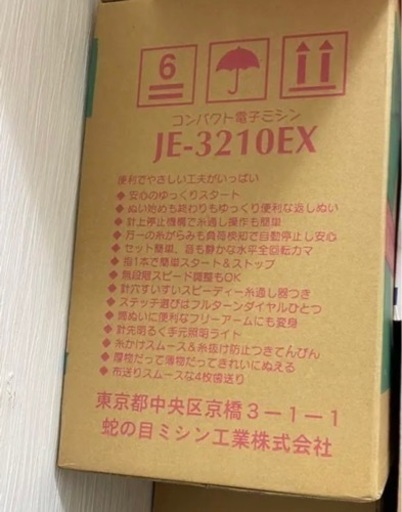 6
コンパクト電子ミシン
JE-3210EX
便利でやさしい工夫がいっぱい
◆ 安心のゆっくりスタート
◆ ぬい始めも終わりもゆっくり便利な返しぬい
◆ 針上停止機構で糸通し操作も簡単
◆ 万一の糸がらみも負荷検知で自動停止し安心
◆ セット簡単、音も静かな水平全回転カマ
◆ 指1本で簡単スタート&ストップ
◆ 無段階スピード調整もOK
◆ 針穴すいすいスピーディー糸通し器つき
◆ ステッチ選びはフルターンダイヤルひとつ
◆ 筒ぬいに便利なフリーアームにも変身
◆ 針先明るく手元照明ライト
◆ 糸かけスムース&糸抜け防止つきてんびん
◆ 厚物だって薄物だってきれいにぬえる
◆ 布送りスムースな4枚歯送り
東京都中央区京橋3-1-1
蛇の目ミシン工業株式会社